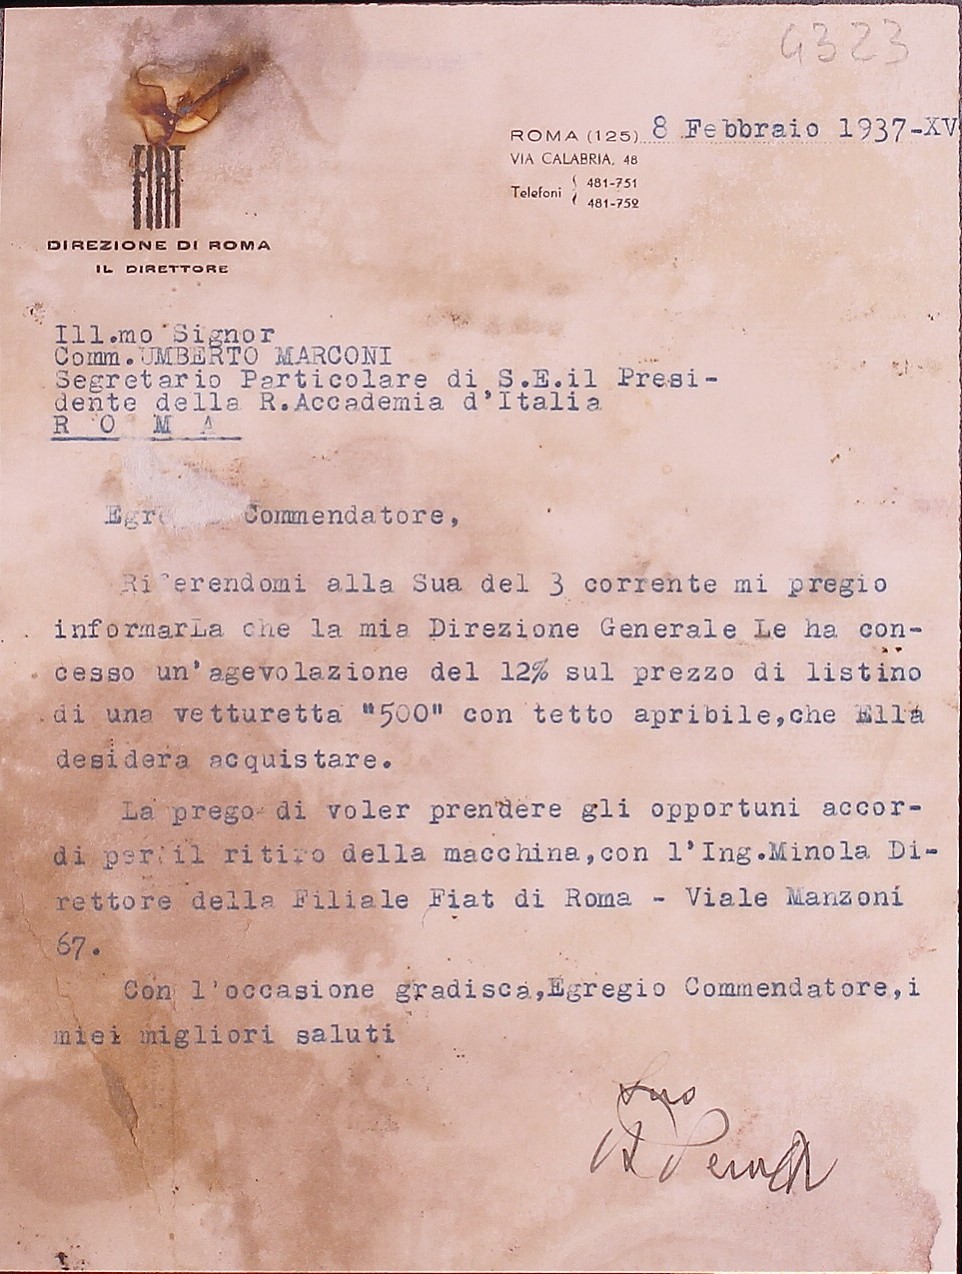 4323
FIAT
DIREZIONE DI ROMA
IL DIRETTORE
ROMA (125) 8 Febbraio 1937-XV
VIA CALABRIA, 48
Telefoni { 481-751
481-752
Ill.mo Signor
Comm.UMBERTO MARCONI
Segretario Particolare di S.E.il Presi-
dente della R.Accademia d'Italia
R O M A
Egre Commendatore,
Riferendomi alla Sua del 3 corrente mi pregio
informarLa che la mia Direzione Generale Le ha con-
cesso un'agevolazione del 12% sul prezzo di listino
di una vetturetta "500" con tetto apribile,che Ella
desidera acquistare.
La prego di voler prendere gli opportuni accor-
di per il ritiro della macchina,con l'Ing.Minola Di-
rettore della Filiale Fiat di Roma - Viale Manzoni
67.
Con l'occasione gradisca,Egregio Commendatore,i
miei migliori saluti
Suo